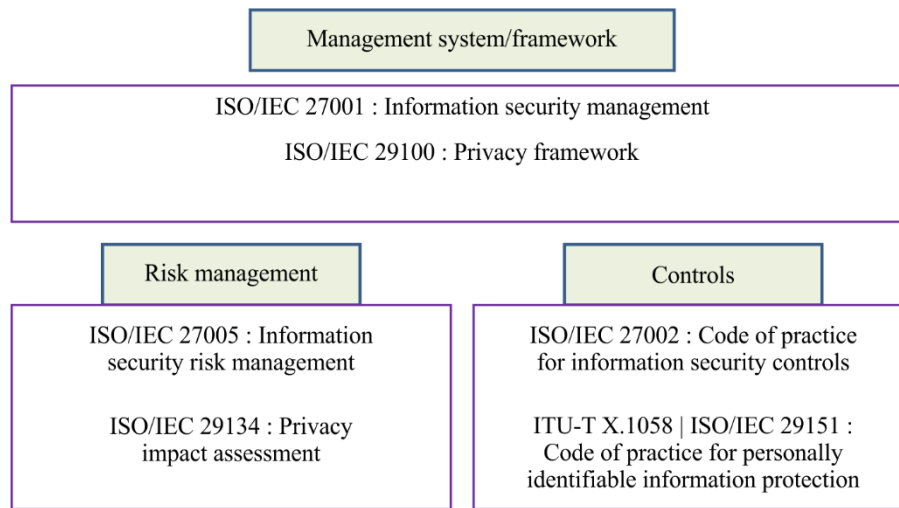 Management system/framework
ISO/IEC 27001 : Information security management
ISO/IEC 29100 : Privacy framework
Risk management
ISO/IEC 27005 : Information
security risk management
ISO/IEC 29134 : Privacy
impact assessment
Controls
ISO/IEC 27002 : Code of practice
for information security controls
ITU-T X.1058 | ISO/IEC 29151 :
Code of practice for personally
identifiable information protection